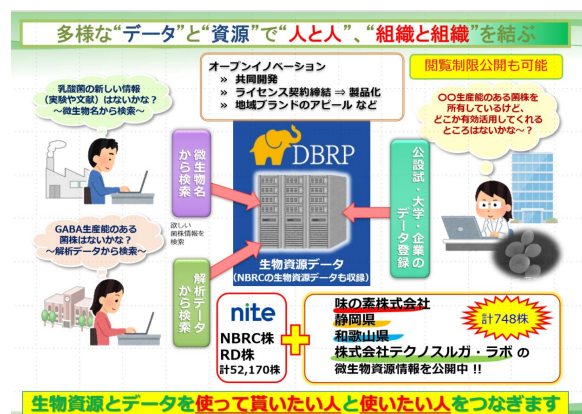 多様な“データ”と“資源”で“人と人”、“組織と組織”を結ぶ
オープンイノベーション
» 共同開発
» ライセンス契約締結 ⇒ 製品化
» 地域ブランドのアピール など
閲覧制限公開も可能
乳酸菌の新しい情報
(実験や文献)はないかな?
～微生物名から検索～
〇〇生産能のある菌株を
所有しているけど、
どこか有効活用してくれる
ところはないかな～?
微生物名
から検索
DBRP
公設試・大学・企業の
データ登録
欲しい
菌株情報を
検索
GABA生産能のある
菌株はないかな?
～解析データから検索～
解析データ
から検索
生物資源データ
(NBRCの生物資源データも収録)
nite
NBRC株
RD株
計52,170株
味の素株式会社
静岡県
和歌山県
株式会社テクノスルガ・ラボ の
微生物資源情報を公開中 !!
計748株
生物資源とデータを使って貰いたい人と使いたい人をつなぎます